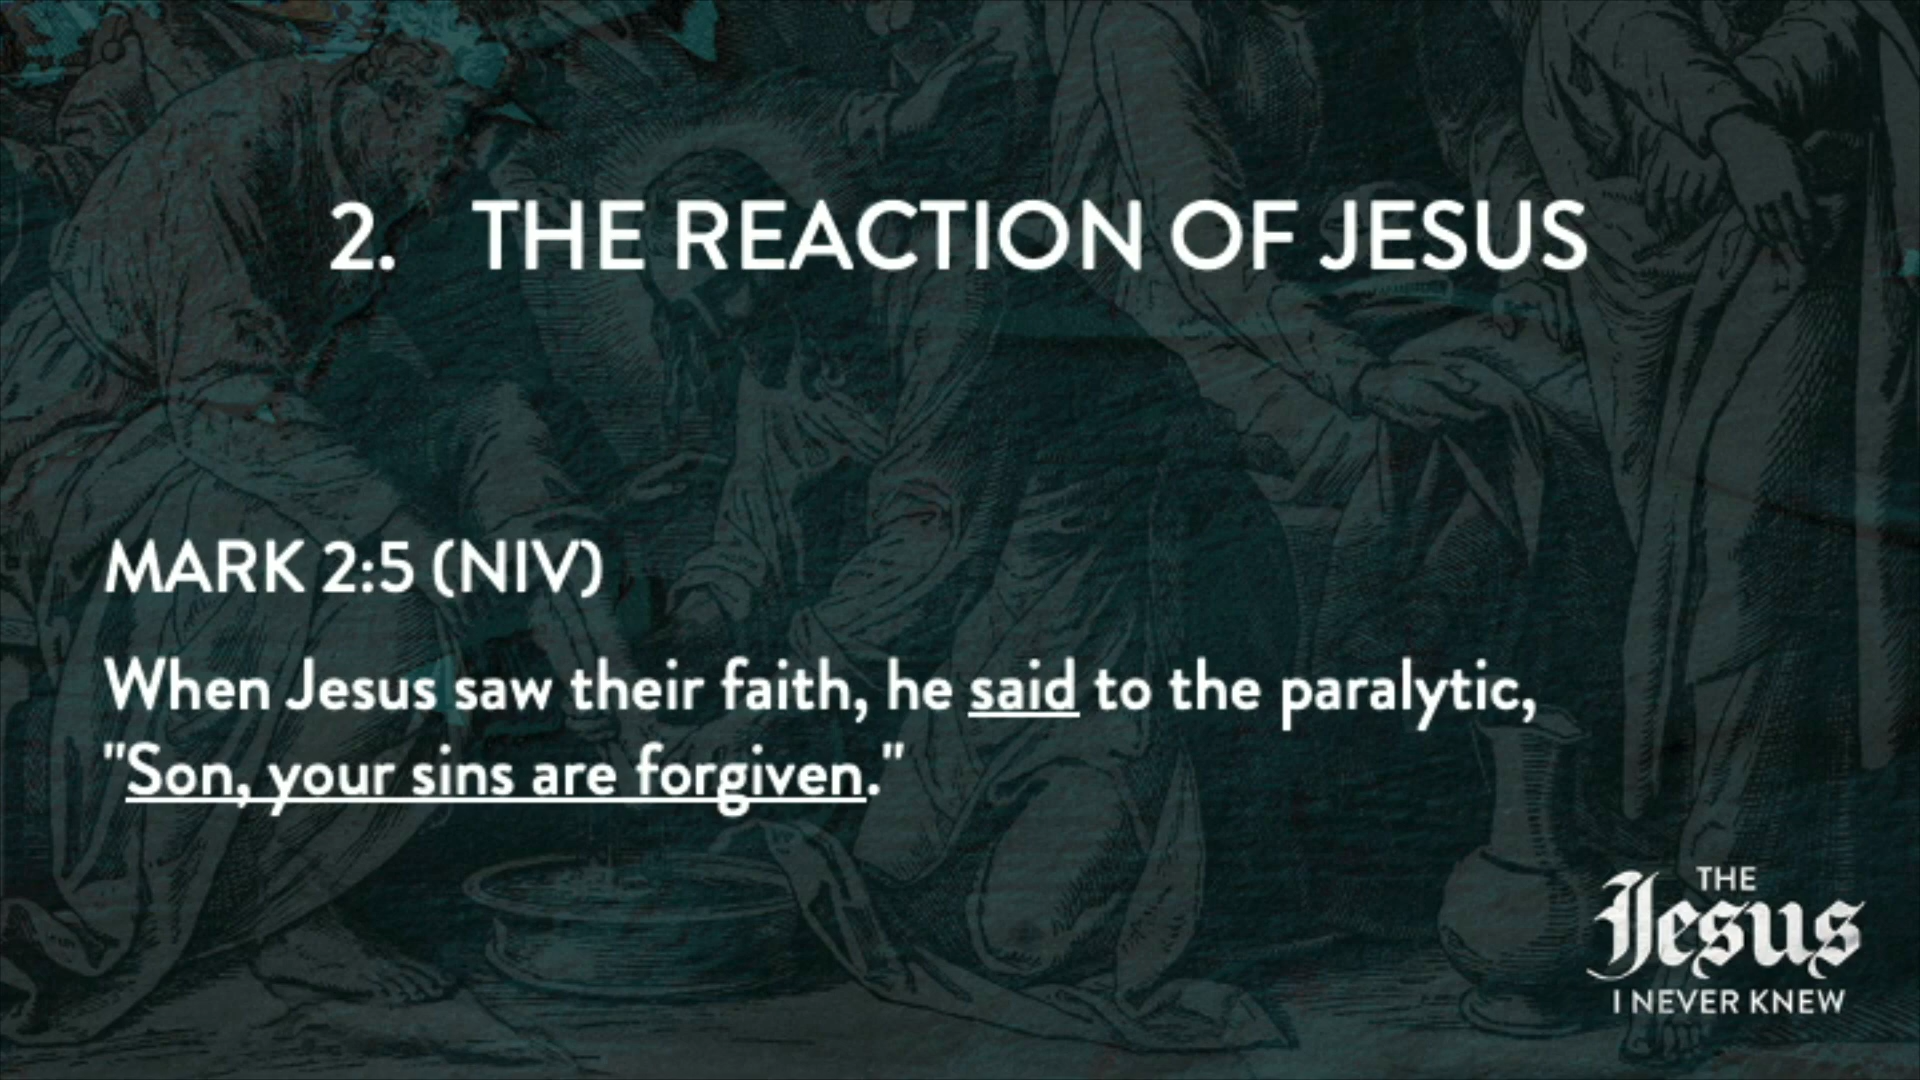 2. THE REACTION OF JESUS
MARK 2:5 (NIV)
When Jesus saw their faith, he said to the paralytic,
"Son, your sins are forgiven."
THE
Jesus
I NEVER KNEW